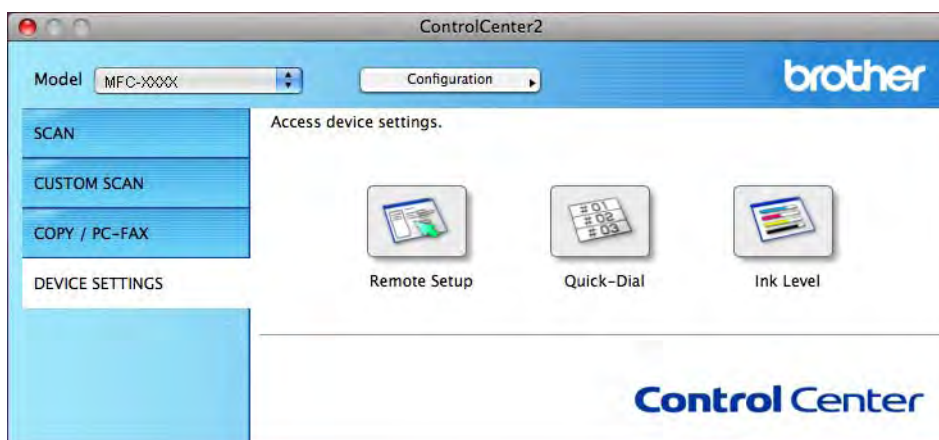 ControlCenter2
Model MFC-XXXX Configuration brother
SCAN
CUSTOM SCAN
COPY / PC-FAX
DEVICE SETTINGS
Access device settings.
# 01
# 02
# 03
Remote Setup Quick-Dial Ink Level
Control Center